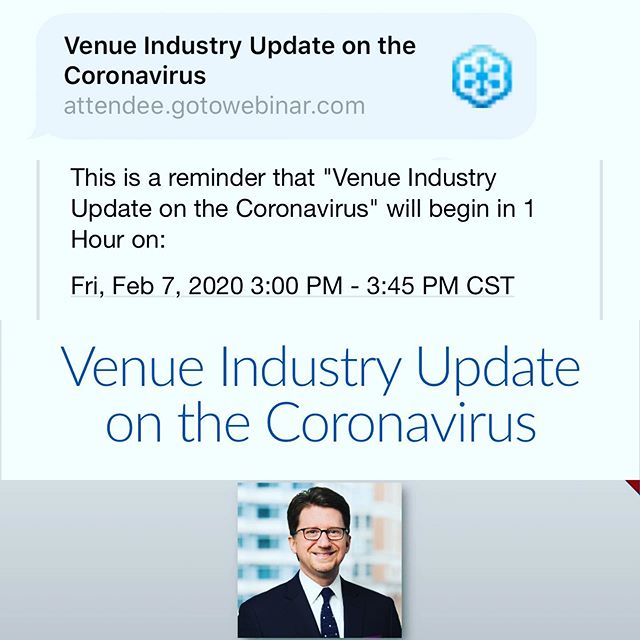 Venue Industry Update on the
Coronavirus
attendee.gotowebinar.com
This is a reminder that "Venue Industry
Update on the Coronavirus" will begin in 1
Hour on:
Fri, Feb 7, 2020 3:00 PM - 3:45 PM CST
Venue Industry Update
on the Coronavirus